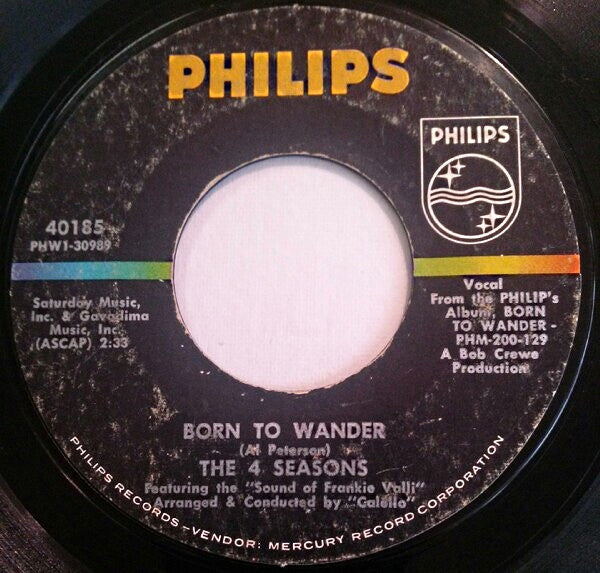 PHILIPS
PHILIPS
40185
PHW1-30989
Saturday Music,
Inc. & Gavadima
Music, Inc.
(ASCAP) 2:33
Vocal
From the PHILIP's
Album, BORN
TO WANDER -
PHM-200-129
A Bob Crewe
Production
BORN TO WANDER
(Al Peterson)
THE 4 SEASONS
Featuring the "Sound of Frankie Valli"
Arranged & Conducted by "Calello"
PHILIPS RECORDS–VENDOR: MERCURY RECORD CORPORATION